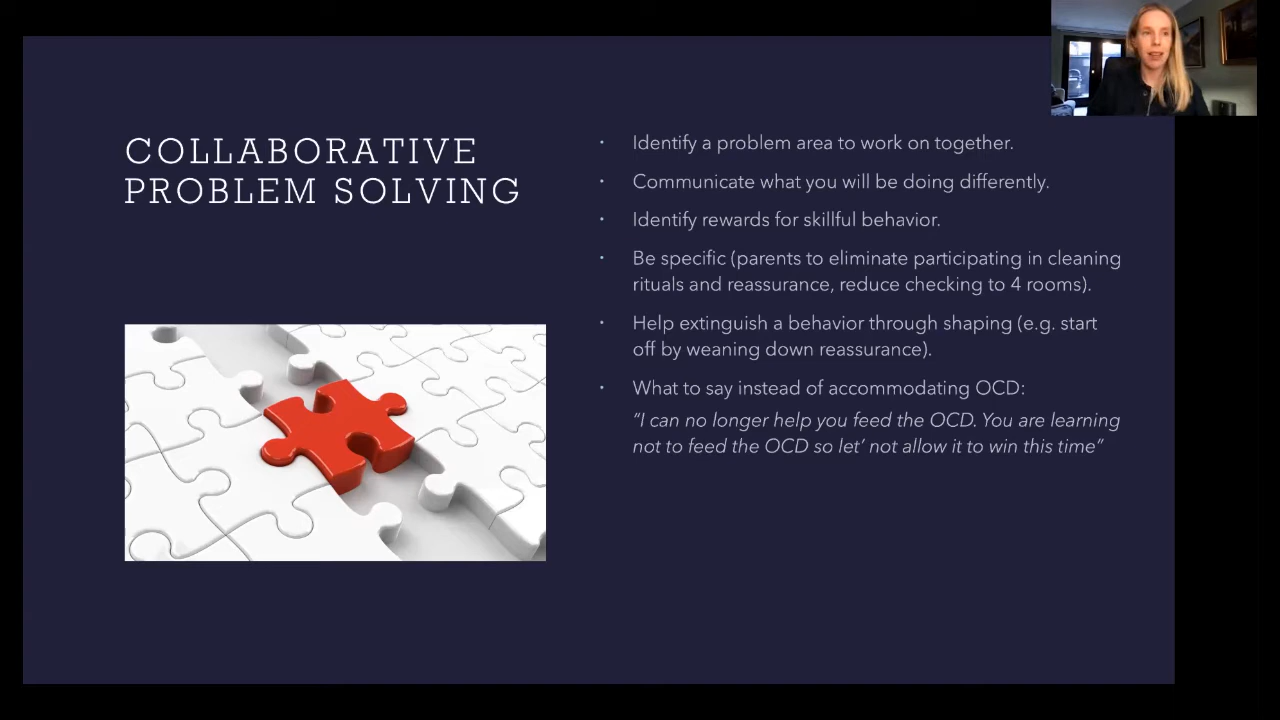 COLLABORATIVE
PROBLEM SOLVING
• Identify a problem area to work on together.
• Communicate what you will be doing differently.
• Identify rewards for skillful behavior.
• Be specific (parents to eliminate participating in cleaning
rituals and reassurance, reduce checking to 4 rooms).
• Help extinguish a behavior through shaping (e.g. start
off by weaning down reassurance).
• What to say instead of accommodating OCD:
“I can no longer help you feed the OCD. You are learning
not to feed the OCD so let’ not allow it to win this time”